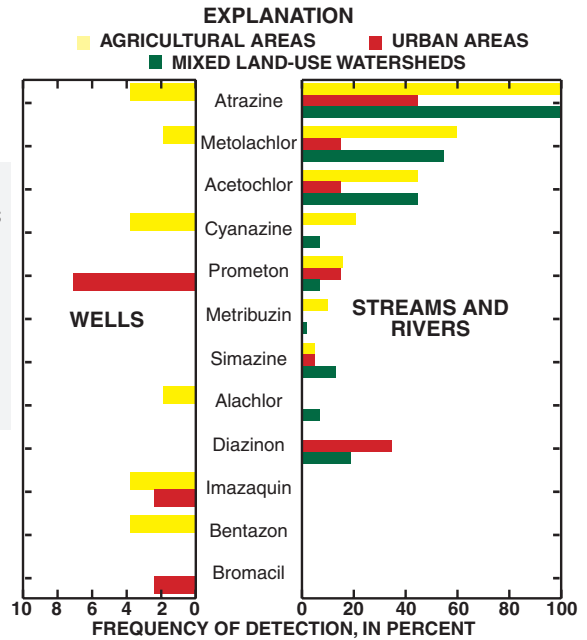 EXPLANATION
AGRICULTURAL AREAS URBAN AREAS
MIXED LAND-USE WATERSHEDS
Atrazine
Metolachlor
Acetochlor
Cyanazine
Prometon
WELLS
Metribuzin
STREAMS AND
RIVERS
Simazine
Alachlor
Diazinon
Imazaquin
Bentazon
Bromacil
10 8 6 4 2 0 0 20 40 60 80 100
FREQUENCY OF DETECTION, IN PERCENT